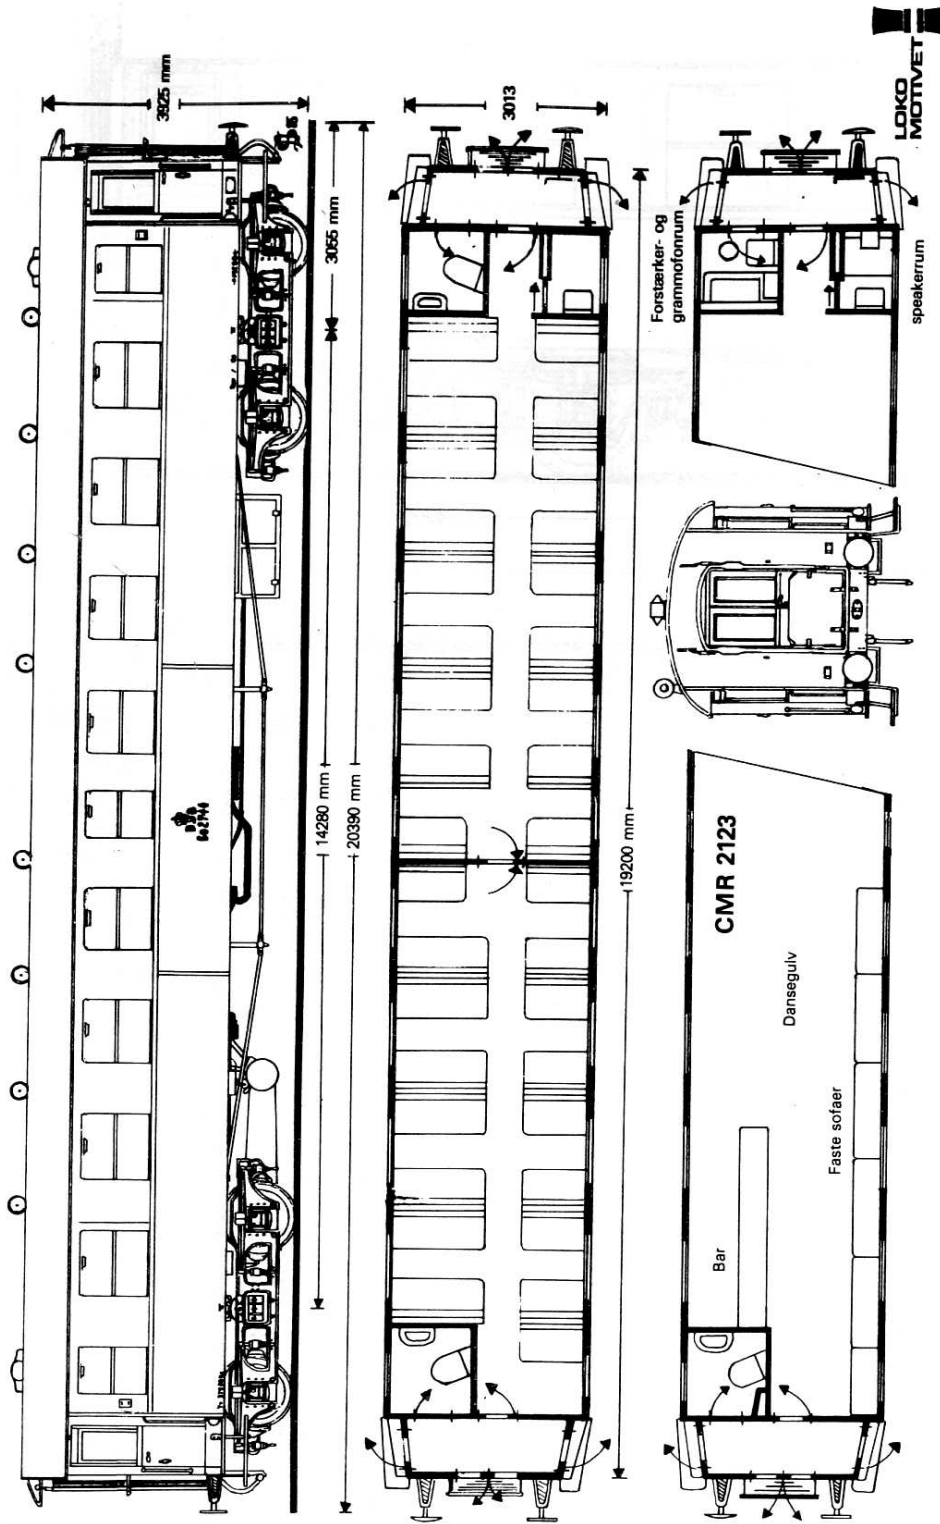 3925 mm
3055 mm
14280 mm
20390 mm
DSB
3013
19200 mm
Forstærker- og
grammofonrum
speakerrum
CMR 2123
Dansegulv
Faste sofaer
Bar
LOKO
MOTIVET